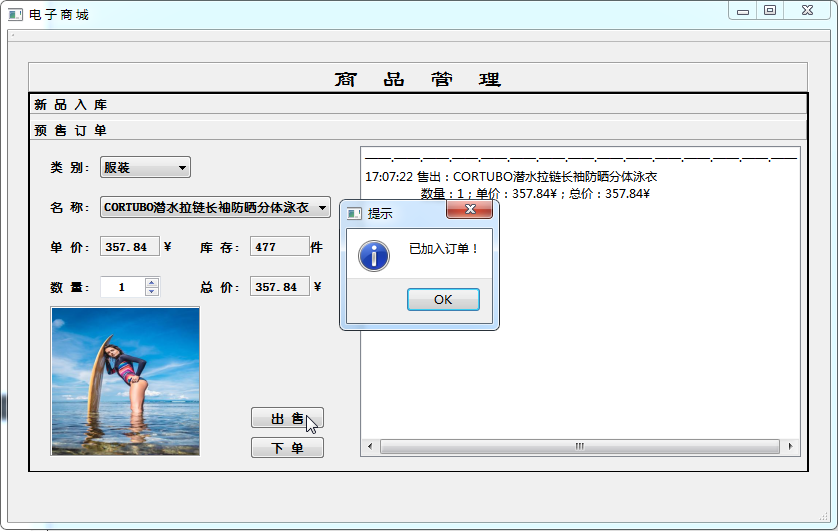 电子商城
商 品 管 理
新 品 入 库
预 售 订 单
类 别： 服装
名 称： CORTUBO潜水拉链长袖防晒分体泳衣
单 价： 357.84 ¥ 库 存： 477 件
数 量： 1 总 价： 357.84 ¥
出 售
下 单
17:07:22 售出：CORTUBO潜水拉链长袖防晒分体泳衣
数量：1；单价：357.84¥；总价：357.84¥
提示
已加入订单！
OK